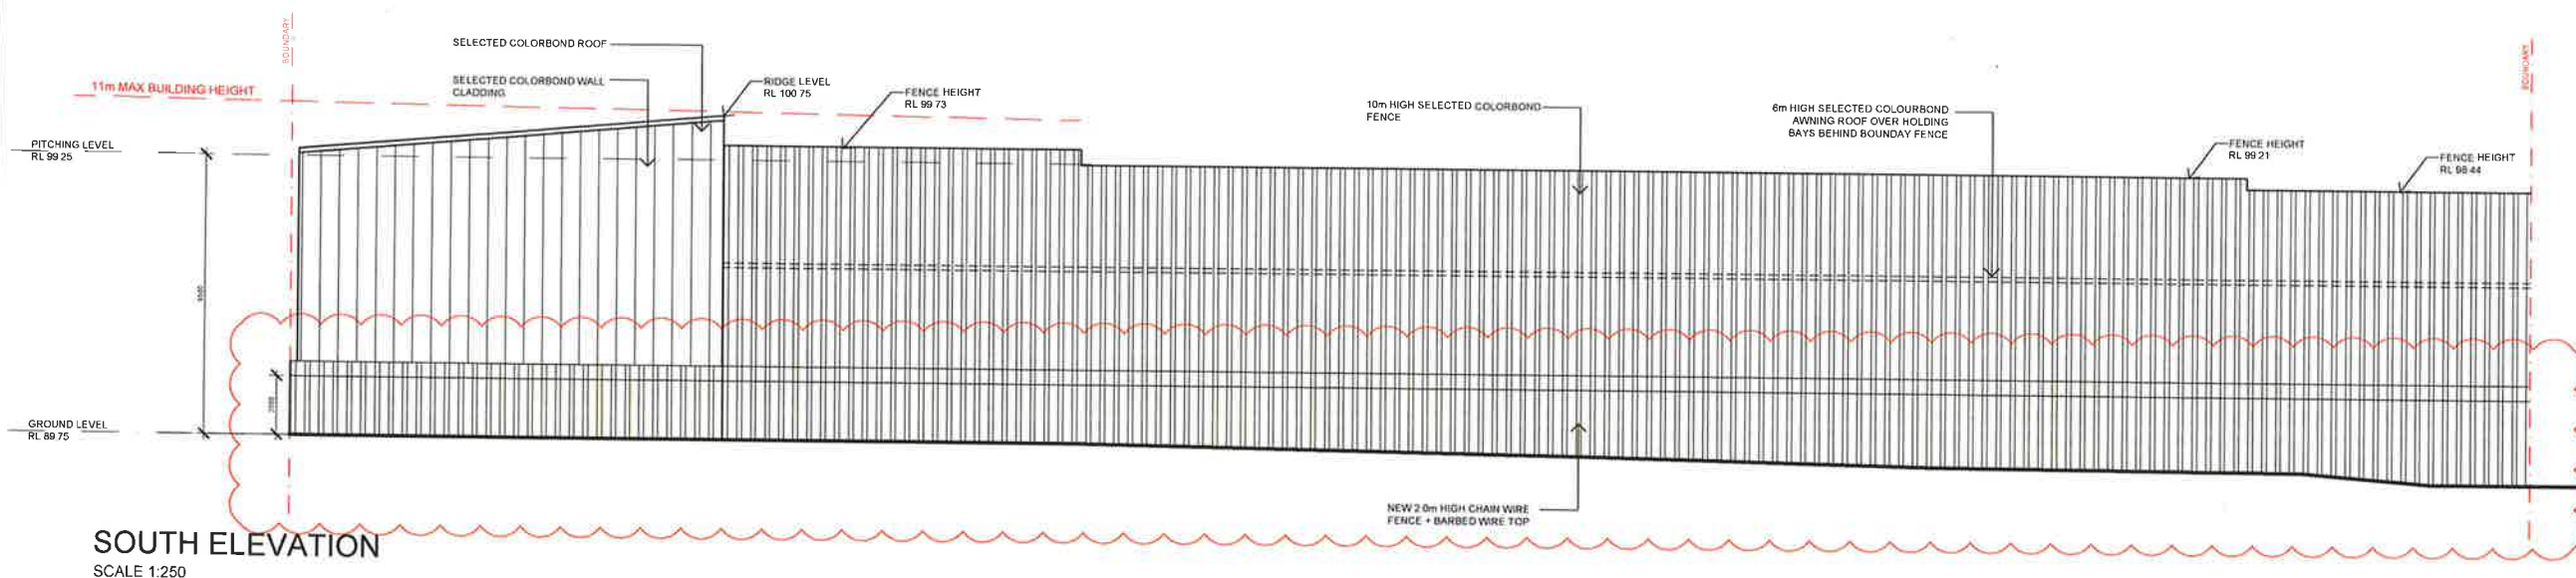 BOUNDARY
SELECTED COLORBOND ROOF
11m MAX BUILDING HEIGHT
SELECTED COLORBOND WALL
CLADDING
RIDGE LEVEL
RL 100 75
FENCE HEIGHT
RL 99 73
10m HIGH SELECTED COLORBOND
FENCE
6m HIGH SELECTED COLOURBOND
AWNING ROOF OVER HOLDING
BAYS BEHIND BOUNDAY FENCE
BOUNDARY
PITCHING LEVEL
RL 99 25
FENCE HEIGHT
RL 99 21
FENCE HEIGHT
RL 98 44
GROUND LEVEL
RL 89.75
NEW 2 0m HIGH CHAIN WIRE
FENCE + BARBED WIRE TOP
SOUTH ELEVATION
SCALE 1:250